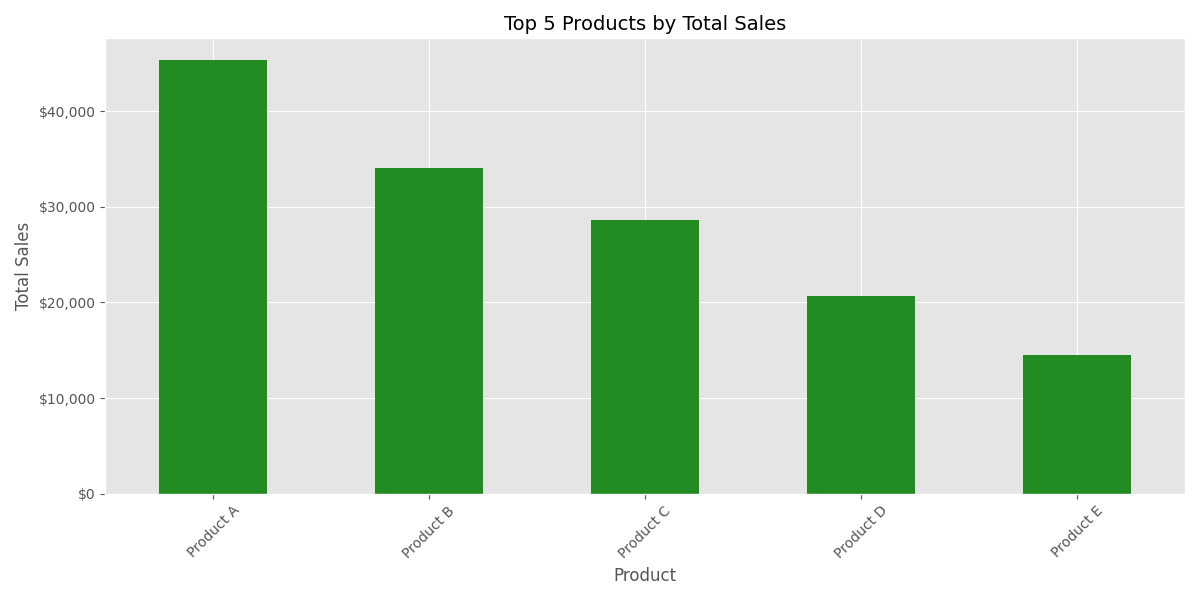 Top 5 Products by Total Sales
Total Sales
$40,000
$30,000
$20,000
$10,000
$0
Product A
Product B
Product C
Product D
Product E
Product